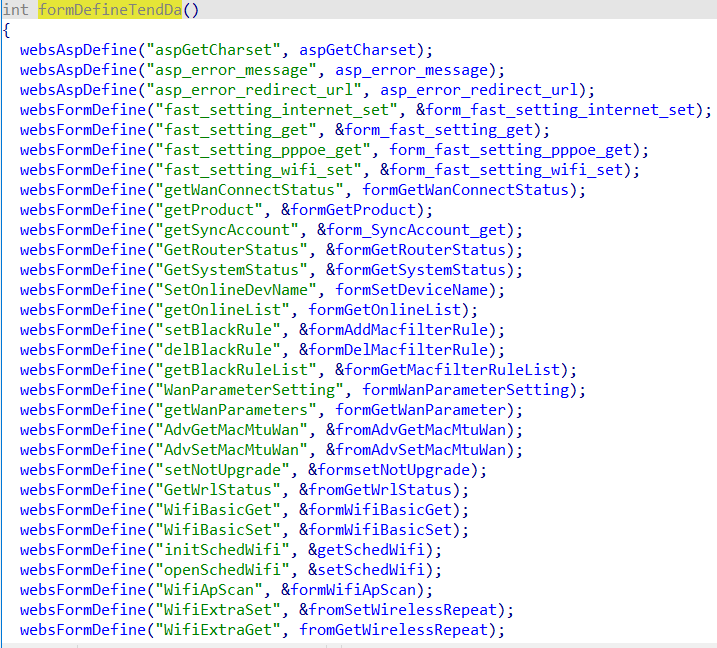 int formDefineTendDa()
{
websAspDefine("aspGetCharset", aspGetCharset);
websAspDefine("asp_error_message", asp_error_message);
websAspDefine("asp_error_redirect_url", asp_error_redirect_url);
websFormDefine("fast_setting_internet_set", &form_fast_setting_internet_set);
websFormDefine("fast_setting_get", &form_fast_setting_get);
websFormDefine("fast_setting_pppoe_get", form_fast_setting_pppoe_get);
websFormDefine("fast_setting_wifi_set", &form_fast_setting_wifi_set);
websFormDefine("getWanConnectStatus", formGetWanConnectStatus);
websFormDefine("getProduct", &formGetProduct);
websFormDefine("getSyncAccount", &form_SyncAccount_get);
websFormDefine("GetRouterStatus", &formGetRouterStatus);
websFormDefine("GetSystemStatus", &formGetSystemStatus);
websFormDefine("SetOnlineDevName", formSetDeviceName);
websFormDefine("getOnlineList", formGetOnlineList);
websFormDefine("setBlackRule", &formAddMacfilterRule);
websFormDefine("delBlackRule", &formDelMacfilterRule);
websFormDefine("getBlackRuleList", &formGetMacfilterRuleList);
websFormDefine("WanParameterSetting", formWanParameterSetting);
websFormDefine("getWanParameters", formGetWanParameter);
websFormDefine("AdvGetMacMtuWan", &fromAdvGetMacMtuWan);
websFormDefine("AdvSetMacMtuWan", &fromAdvSetMacMtuWan);
websFormDefine("setNotUpgrade", &formsetNotUpgrade);
websFormDefine("GetWrlStatus", &fromGetWrlStatus);
websFormDefine("WifiBasicGet", &formWifiBasicGet);
websFormDefine("WifiBasicSet", &formWifiBasicSet);
websFormDefine("initSchedWifi", &getSchedWifi);
websFormDefine("openSchedWifi", &setSchedWifi);
websFormDefine("WifiApScan", &formWifiApScan);
websFormDefine("WifiExtraSet", &fromSetWirelessRepeat);
websFormDefine("WifiExtraGet", fromGetWirelessRepeat);